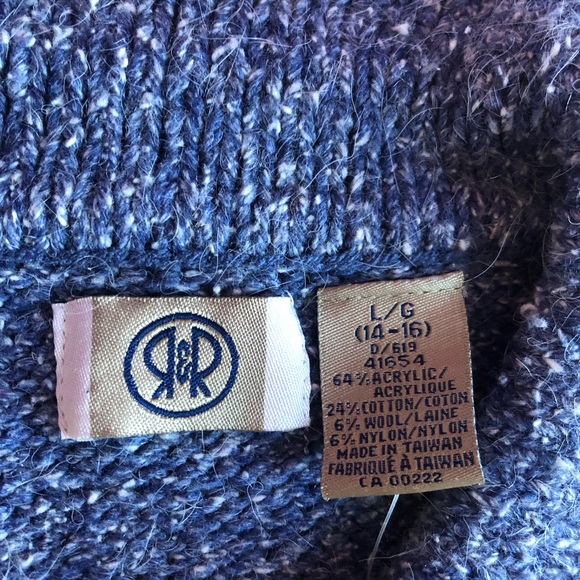 R&R
L/G
(14-16)
D/619
41654
64% ACRYLIC/
ACRYLIQUE
24% COTTON/COTON
6% WOOL/LAINE
6% NYLON/NYLON
MADE IN TAIWAN
FABRIQUÉ À TAIWAN
CA 00222